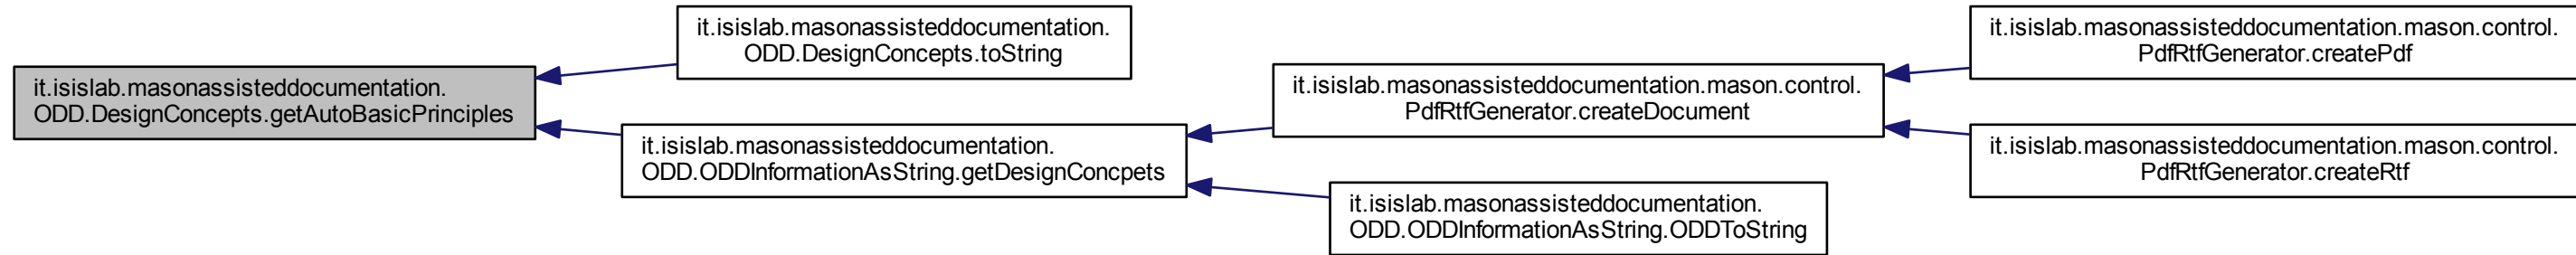 it.isislab.masonassisteddocumentation.
ODD.DesignConcepts.getAutoBasicPrinciples
it.isislab.masonassisteddocumentation.
ODD.DesignConcepts.toString
it.isislab.masonassisteddocumentation.
ODD.ODDInformationAsString.getDesignConcpets
it.isislab.masonassisteddocumentation.mason.control.
PdfRtfGenerator.createDocument
it.isislab.masonassisteddocumentation.
ODD.ODDInformationAsString.ODDToString
it.isislab.masonassisteddocumentation.mason.control.
PdfRtfGenerator.createPdf
it.isislab.masonassisteddocumentation.mason.control.
PdfRtfGenerator.createRtf